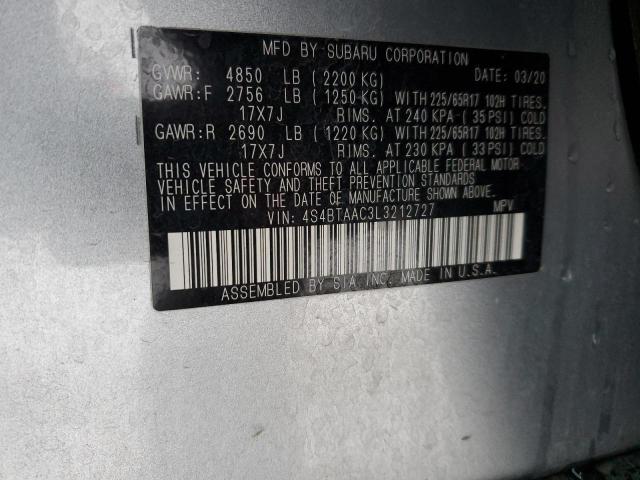 MFD BY SUBARU CORPORATION
GVWR: 4850 LB (2200 KG) DATE: 03/20
GAWR:F 2756 LB (1250 KG) WITH 225/65R17 102H TIRES.
17X7J RIMS. AT 240 KPA (35 PSI) COLD
GAWR:R 2690 LB (1220 KG) WITH 225/65R17 102H TIRES.
17X7J RIMS. AT 230 KPA (33 PSI) COLD
THIS VEHICLE CONFORMS TO ALL APPLICABLE FEDERAL MOTOR
VEHICLE SAFETY AND THEFT PREVENTION STANDARDS
IN EFFECT ON THE DATE OF MANUFACTURE SHOWN ABOVE.
VIN: 4S4BTAAC3L3212727 MPV
ASSEMBLED BY SIA, INC. MADE IN U.S.A.